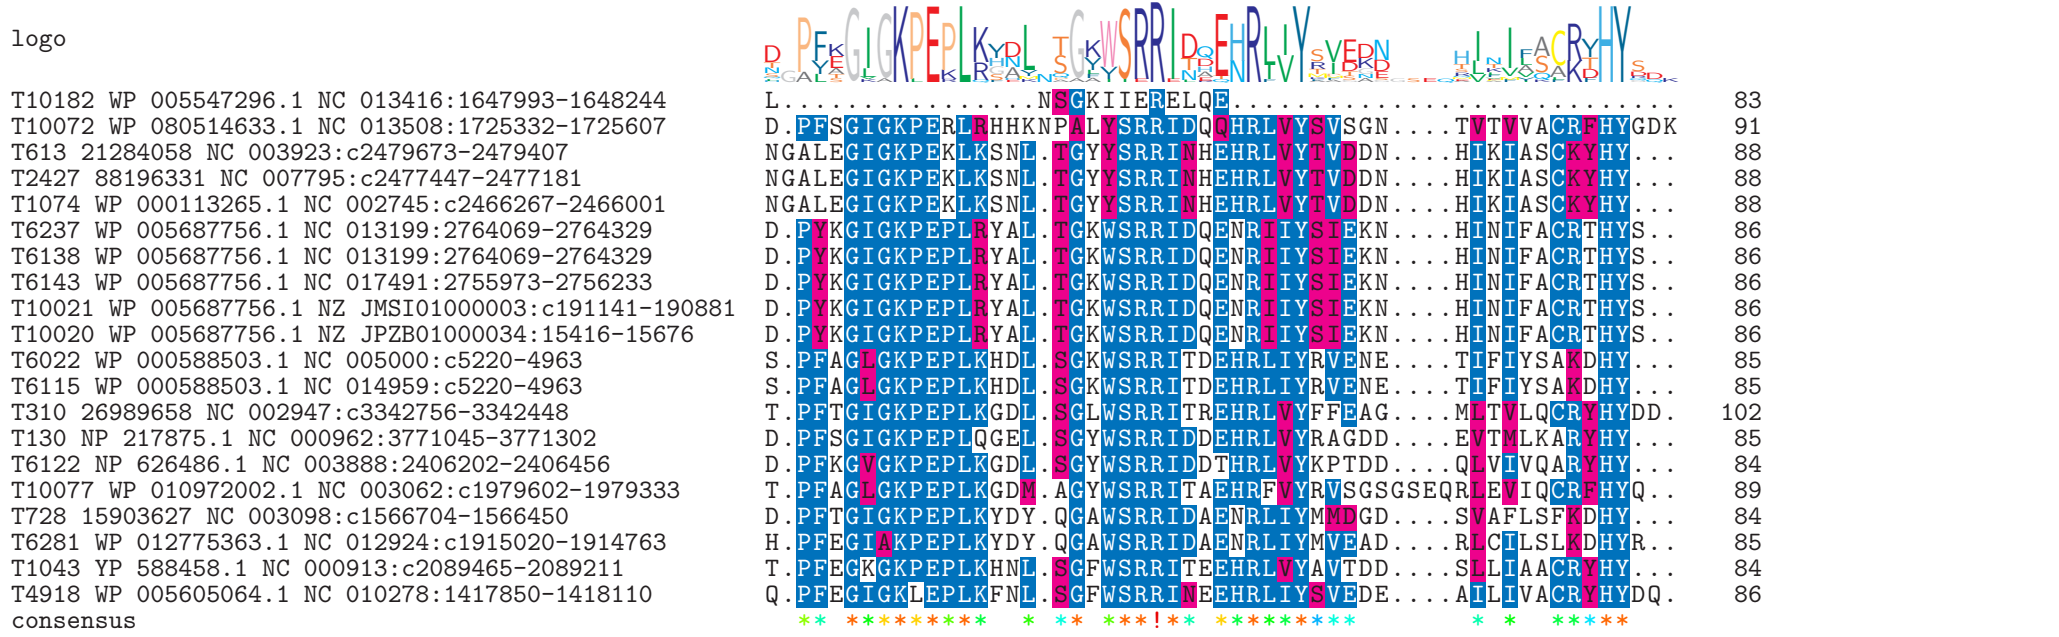 logo
DPFKGIGKPEPLKYDL TGKWSRRIDQEHRLIYSVEDN HINIFACRYHYS
T10182 WP 005547296.1 NC 013416:1647993-1648244 L................NSGKIIERELQE............................ 83
T10072 WP 080514633.1 NC 013508:1725332-1725607 D.PFSGIGKPERLRHHKNPALYSRRIDQQHRLVYSVSGN....TVTVVACRFHYGDK 91
T613 21284058 NC 003923:c2479673-2479407 NGALEGIGKPEKLKSNL.TGYYSRRINHEHRLVYTVDDN....HIKIASCKYHY... 88
T2427 88196331 NC 007795:c2477447-2477181 NGALEGIGKPEKLKSNL.TGYYSRRINHEHRLVYTVDDN....HIKIASCKYHY... 88
T1074 WP 000113265.1 NC 002745:c2466267-2466001 NGALEGIGKPEKLKSNL.TGYYSRRINHEHRLVYTVDDN....HIKIASCKYHY... 88
T6237 WP 005687756.1 NC 013199:2764069-2764329 D.PYKGIGKPEPLRYAL.TGKWSRRIDQENRIIYSIEKN....HINIFACRTHYS.. 86
T6138 WP 005687756.1 NC 013199:2764069-2764329 D.PYKGIGKPEPLRYAL.TGKWSRRIDQENRIIYSIEKN....HINIFACRTHYS.. 86
T6143 WP 005687756.1 NC 017491:2755973-2756233 D.PYKGIGKPEPLRYAL.TGKWSRRIDQENRIIYSIEKN....HINIFACRTHYS.. 86
T10021 WP 005687756.1 NZ JMSI01000003:c191141-190881 D.PYKGIGKPEPLRYAL.TGKWSRRIDQENRIIYSIEKN....HINIFACRTHYS.. 86
T10020 WP 005687756.1 NZ JPZB01000034:15416-15676 D.PYKGIGKPEPLRYAL.TGKWSRRIDQENRIIYSIEKN....HINIFACRTHYS.. 86
T6022 WP 000588503.1 NC 005000:c5220-4963 S.PFAGLGKPEPLKHDL.SGKWSRRITDEHRLIYRVENE....TIFIYSAKDHY... 85
T6115 WP 000588503.1 NC 014959:c5220-4963 S.PFAGLGKPEPLKHDL.SGKWSRRITDEHRLIYRVENE....TIFIYSAKDHY... 85
T310 26989658 NC 002947:c3342756-3342448 T.PFTGIGKPEPLKGDL.SGLWSRRITREHRLVYFFEAG....MLTVLQCRYHYDD. 102
T130 NP 217875.1 NC 000962:3771045-3771302 D.PFSGIGKPEPLQGEL.SGYWSRRIDDEHRLVYRAGDD....EVTMLKARYHY... 85
T6122 NP 626486.1 NC 003888:2406202-2406456 D.PFKGVGKPEPLKGDL.SGYWSRRIDDTHRLVYKPTDD....QLVIVQARYHY... 84
T10077 WP 010972002.1 NC 003062:c1979602-1979333 T.PFAGLGKPEPLKGDM.AGYWSRRITAEHRFVYRVSGSGSEQRLEVIQCRFHYQ.. 89
T728 15903627 NC 003098:c1566704-1566450 D.PFTGIGKPEPLKYDY.QGAWSRRIDAENRLIYMMDGD....SVAFLSFKDHY... 84
T6281 WP 012775363.1 NC 012924:c1915020-1914763 H.PFEGIAKPEPLKYDY.QGAWSRRIDAENRLIYMVEAD....RLCILSLKDHYR.. 85
T1043 YP 588458.1 NC 000913:c2089465-2089211 T.PFEGKGKPEPLKHNL.SGFWSRRITEEHRLVYAVTDD....SLLIAACRYHY... 84
T4918 WP 005605064.1 NC 010278:1417850-1418110 Q.PFEGIGKLEPLKFNL.SGFWSRRINEEHRLIYSVEDE....AILIVACRYHYDQ. 86
consensus ** ********* * ** ****!** ********* * * *****